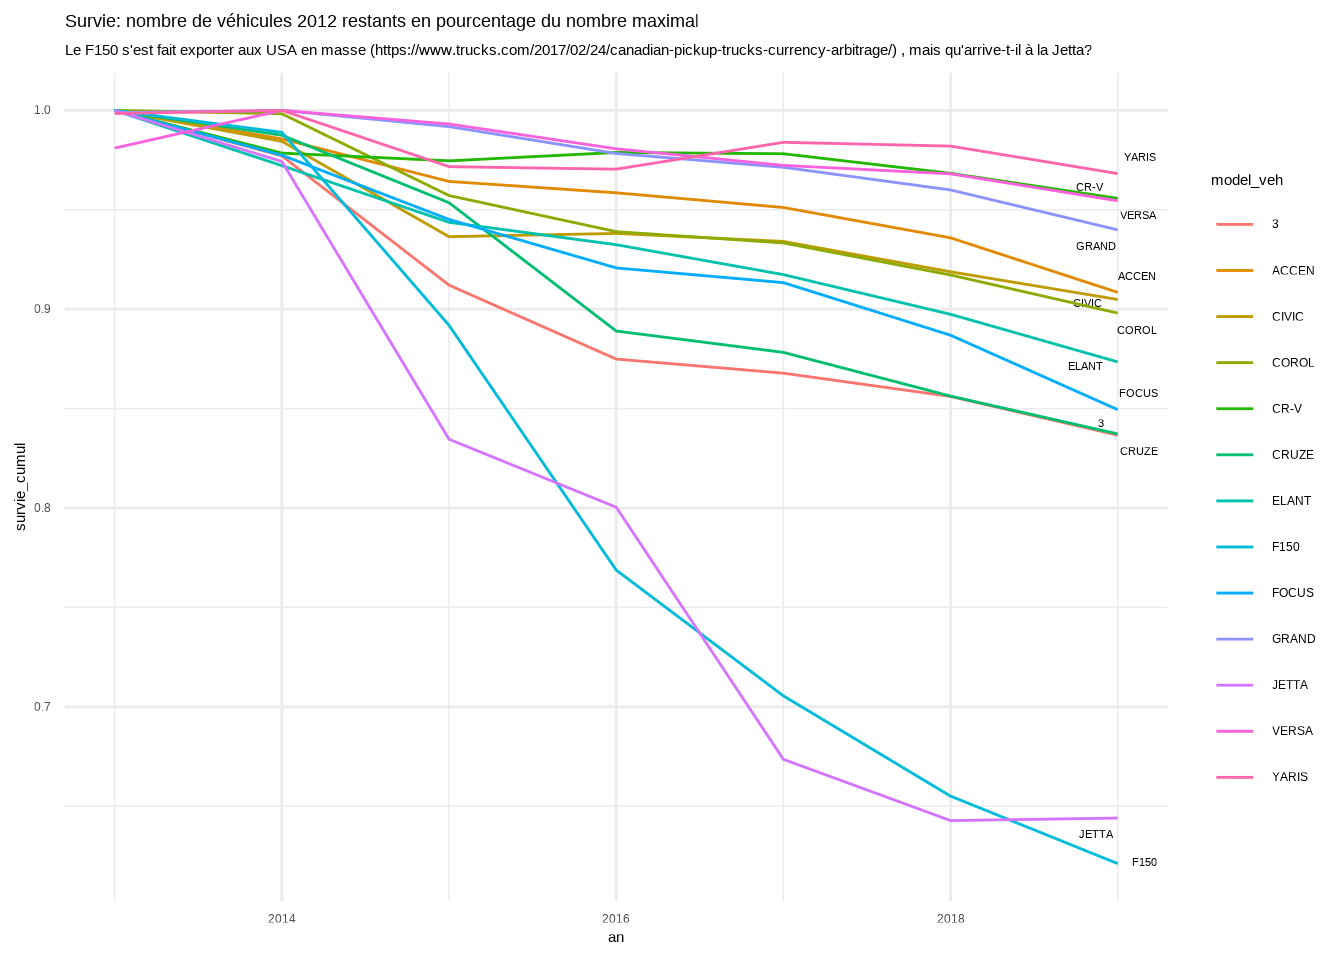 Survie: nombre de véhicules 2012 restants en pourcentage du nombre maximal
Le F150 s'est fait exporter aux USA en masse (https://www.trucks.com/2017/02/24/canadian-pickup-trucks-currency-arbitrage/) , mais qu'arrive-t-il à la Jetta?
1.0
0.9
0.8
0.7
survie_cumul
YARIS
CR-V
VERSA
GRAND
ACCEN
CIVIC
COROL
ELANT
FOCUS
3
CRUZE
JETTA
F150
2014
2016
2018
an
model_veh
3
ACCEN
CIVIC
COROL
CR-V
CRUZE
ELANT
F150
FOCUS
GRAND
JETTA
VERSA
YARIS